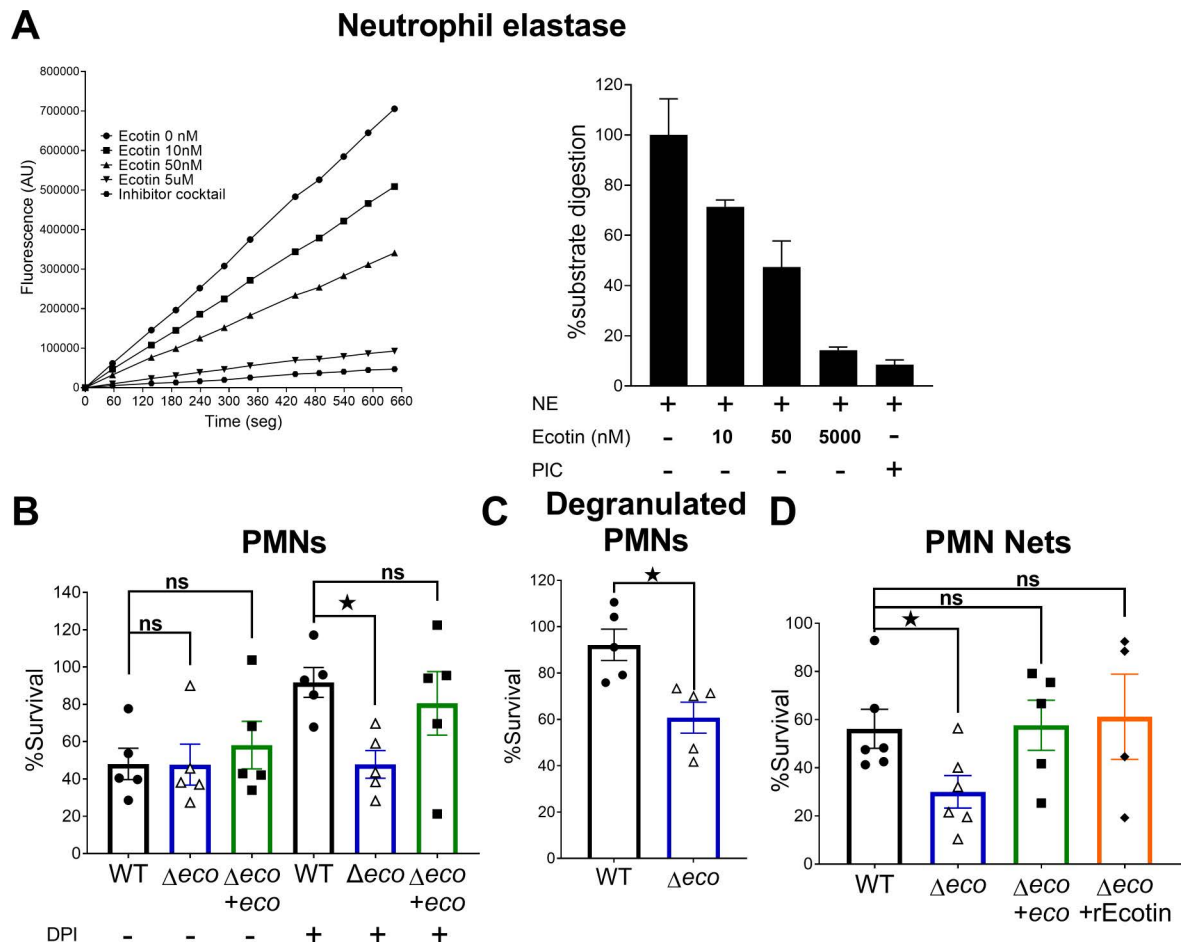 A
Neutrophil elastase
800000
700000
600000
500000
400000
300000
200000
100000
0
Fluorescence (AU)
Ecotin 0 nM
Ecotin 10nM
Ecotin 50nM
Ecotin 5uM
Inhibitor cocktail
0 60 120 180 240 300 360 420 480 540 600 660
Time (seg)
120
100
80
60
40
20
0
%substrate digestion
NE + + + + +
Ecotin (nM) - 10 50 5000 -
PIC - - - - +
B
PMNs
140
120
100
80
60
40
20
0
%Survival
ns
ns
ns
★
WT Δeco Δeco +eco WT Δeco Δeco +eco
DPI - - - + + +
C
Degranulated
PMNs
120
100
80
60
40
20
0
%Survival
★
WT Δeco
D
PMN Nets
100
80
60
40
20
0
%Survival
ns
ns
★
WT Δeco Δeco +eco Δeco +rEcotin